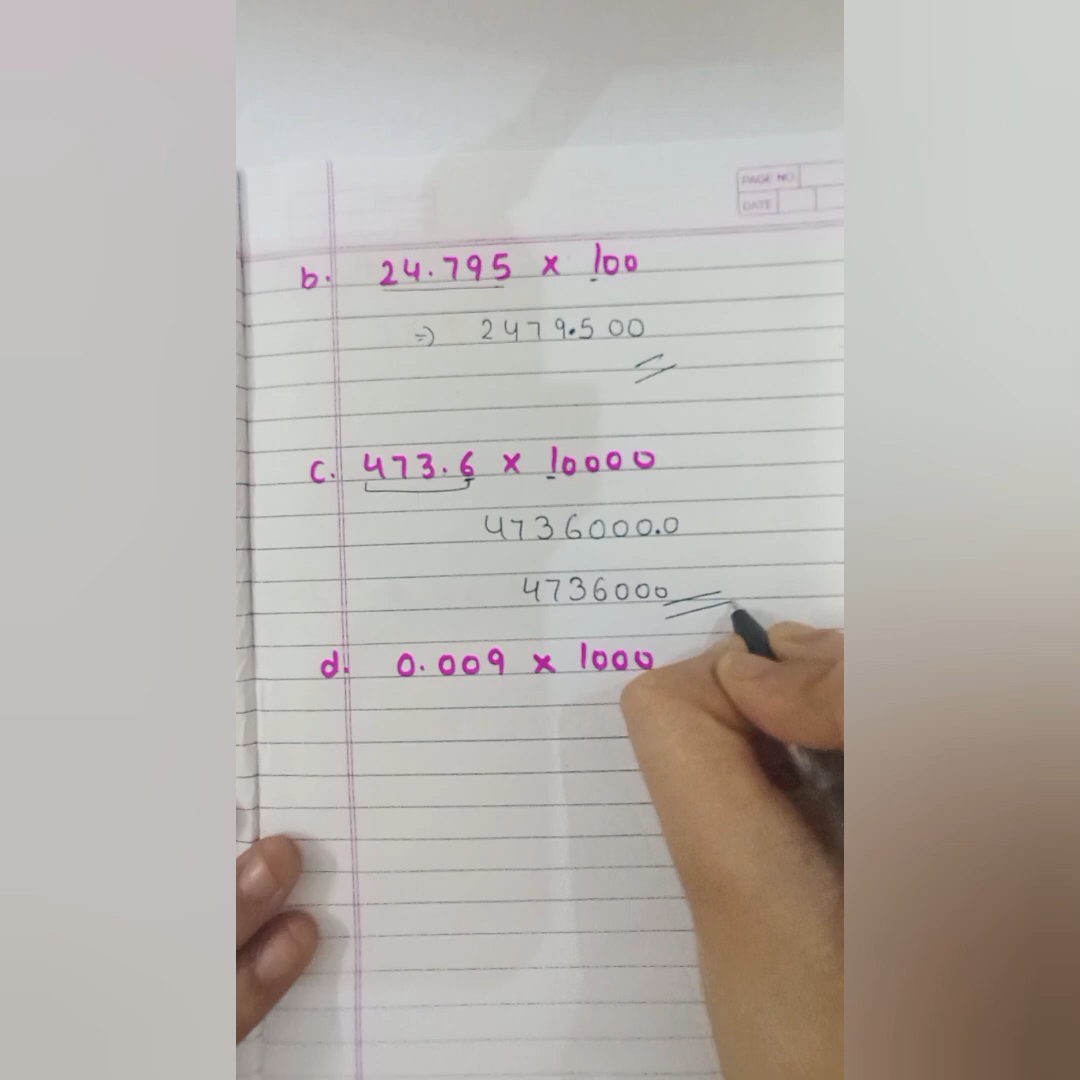 PAGE NO
DATE
b. 24.795 x 100
=) 2479.500
c. 473.6 x 10000
4736000.0
4736000
d. 0.009 x 1000